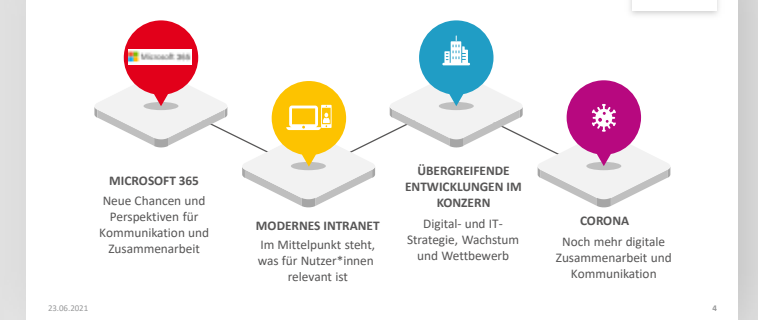 Microsoft 365
MICROSOFT 365
Neue Chancen und
Perspektiven für
Kommunikation und
Zusammenarbeit
MODERNES INTRANET
Im Mittelpunkt steht,
was für Nutzer*innen
relevant ist
ÜBERGREIFENDE
ENTWICKLUNGEN IM
KONZERN
Digital- und IT-
Strategie, Wachstum
und Wettbewerb
CORONA
Noch mehr digitale
Zusammenarbeit und
Kommunikation
23.06.2021
4